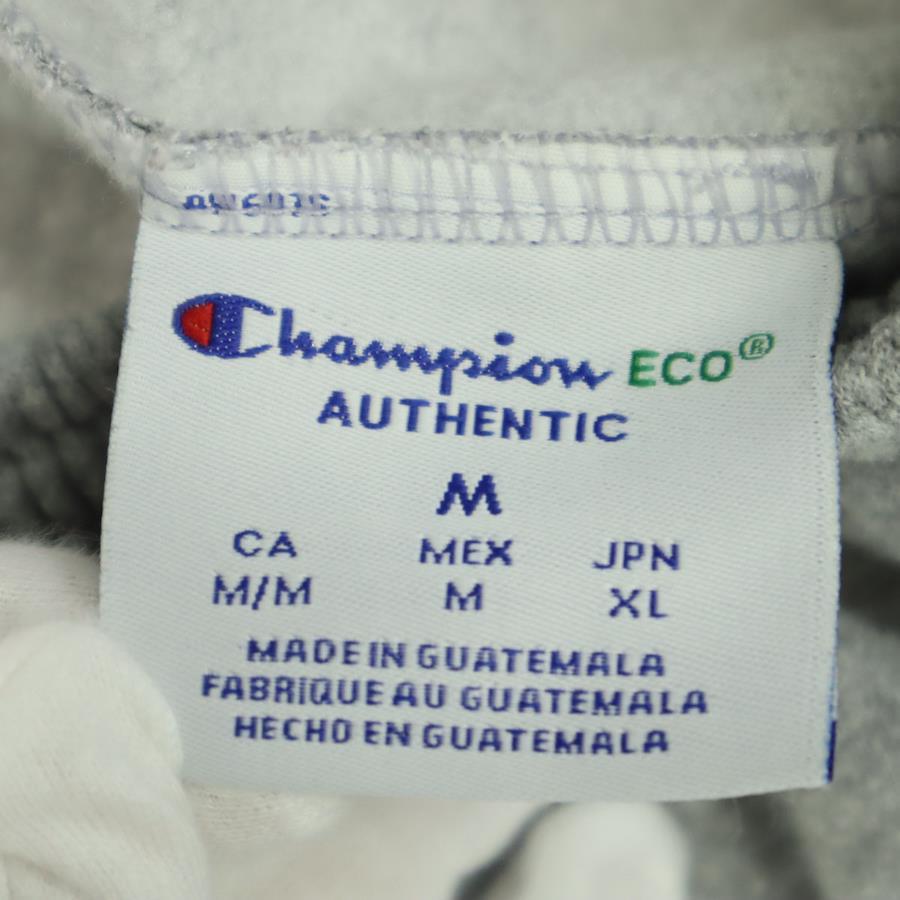 Champion ECO®
AUTHENTIC
M
CA MEX JPN
M/M M XL
MADE IN GUATEMALA
FABRIQUE AU GUATEMALA
HECHO EN GUATEMALA